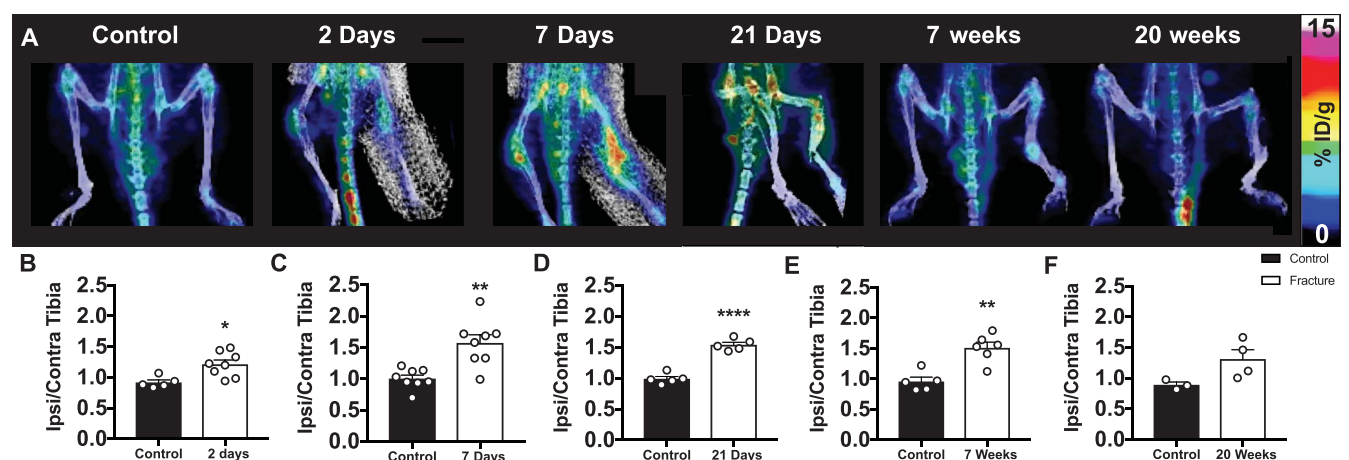 A
Control
2 Days
7 Days
21 Days
7 weeks
20 weeks
15
% ID/g
0
Control
Fracture
B
Ipsi/Contra Tibia
2.5
2.0
1.5
1.0
0.5
0.0
*
Control
2 days
C
Ipsi/Contra Tibia
2.5
2.0
1.5
1.0
0.5
0.0
**
Control
7 Days
D
Ipsi/Contra Tibia
2.5
2.0
1.5
1.0
0.5
0.0
****
Control
21 Days
E
Ipsi/Contra Tibia
2.5
2.0
1.5
1.0
0.5
0.0
**
Control
7 Weeks
F
Ipsi/Contra Tibia
2.5
2.0
1.5
1.0
0.5
0.0
Control
20 Weeks